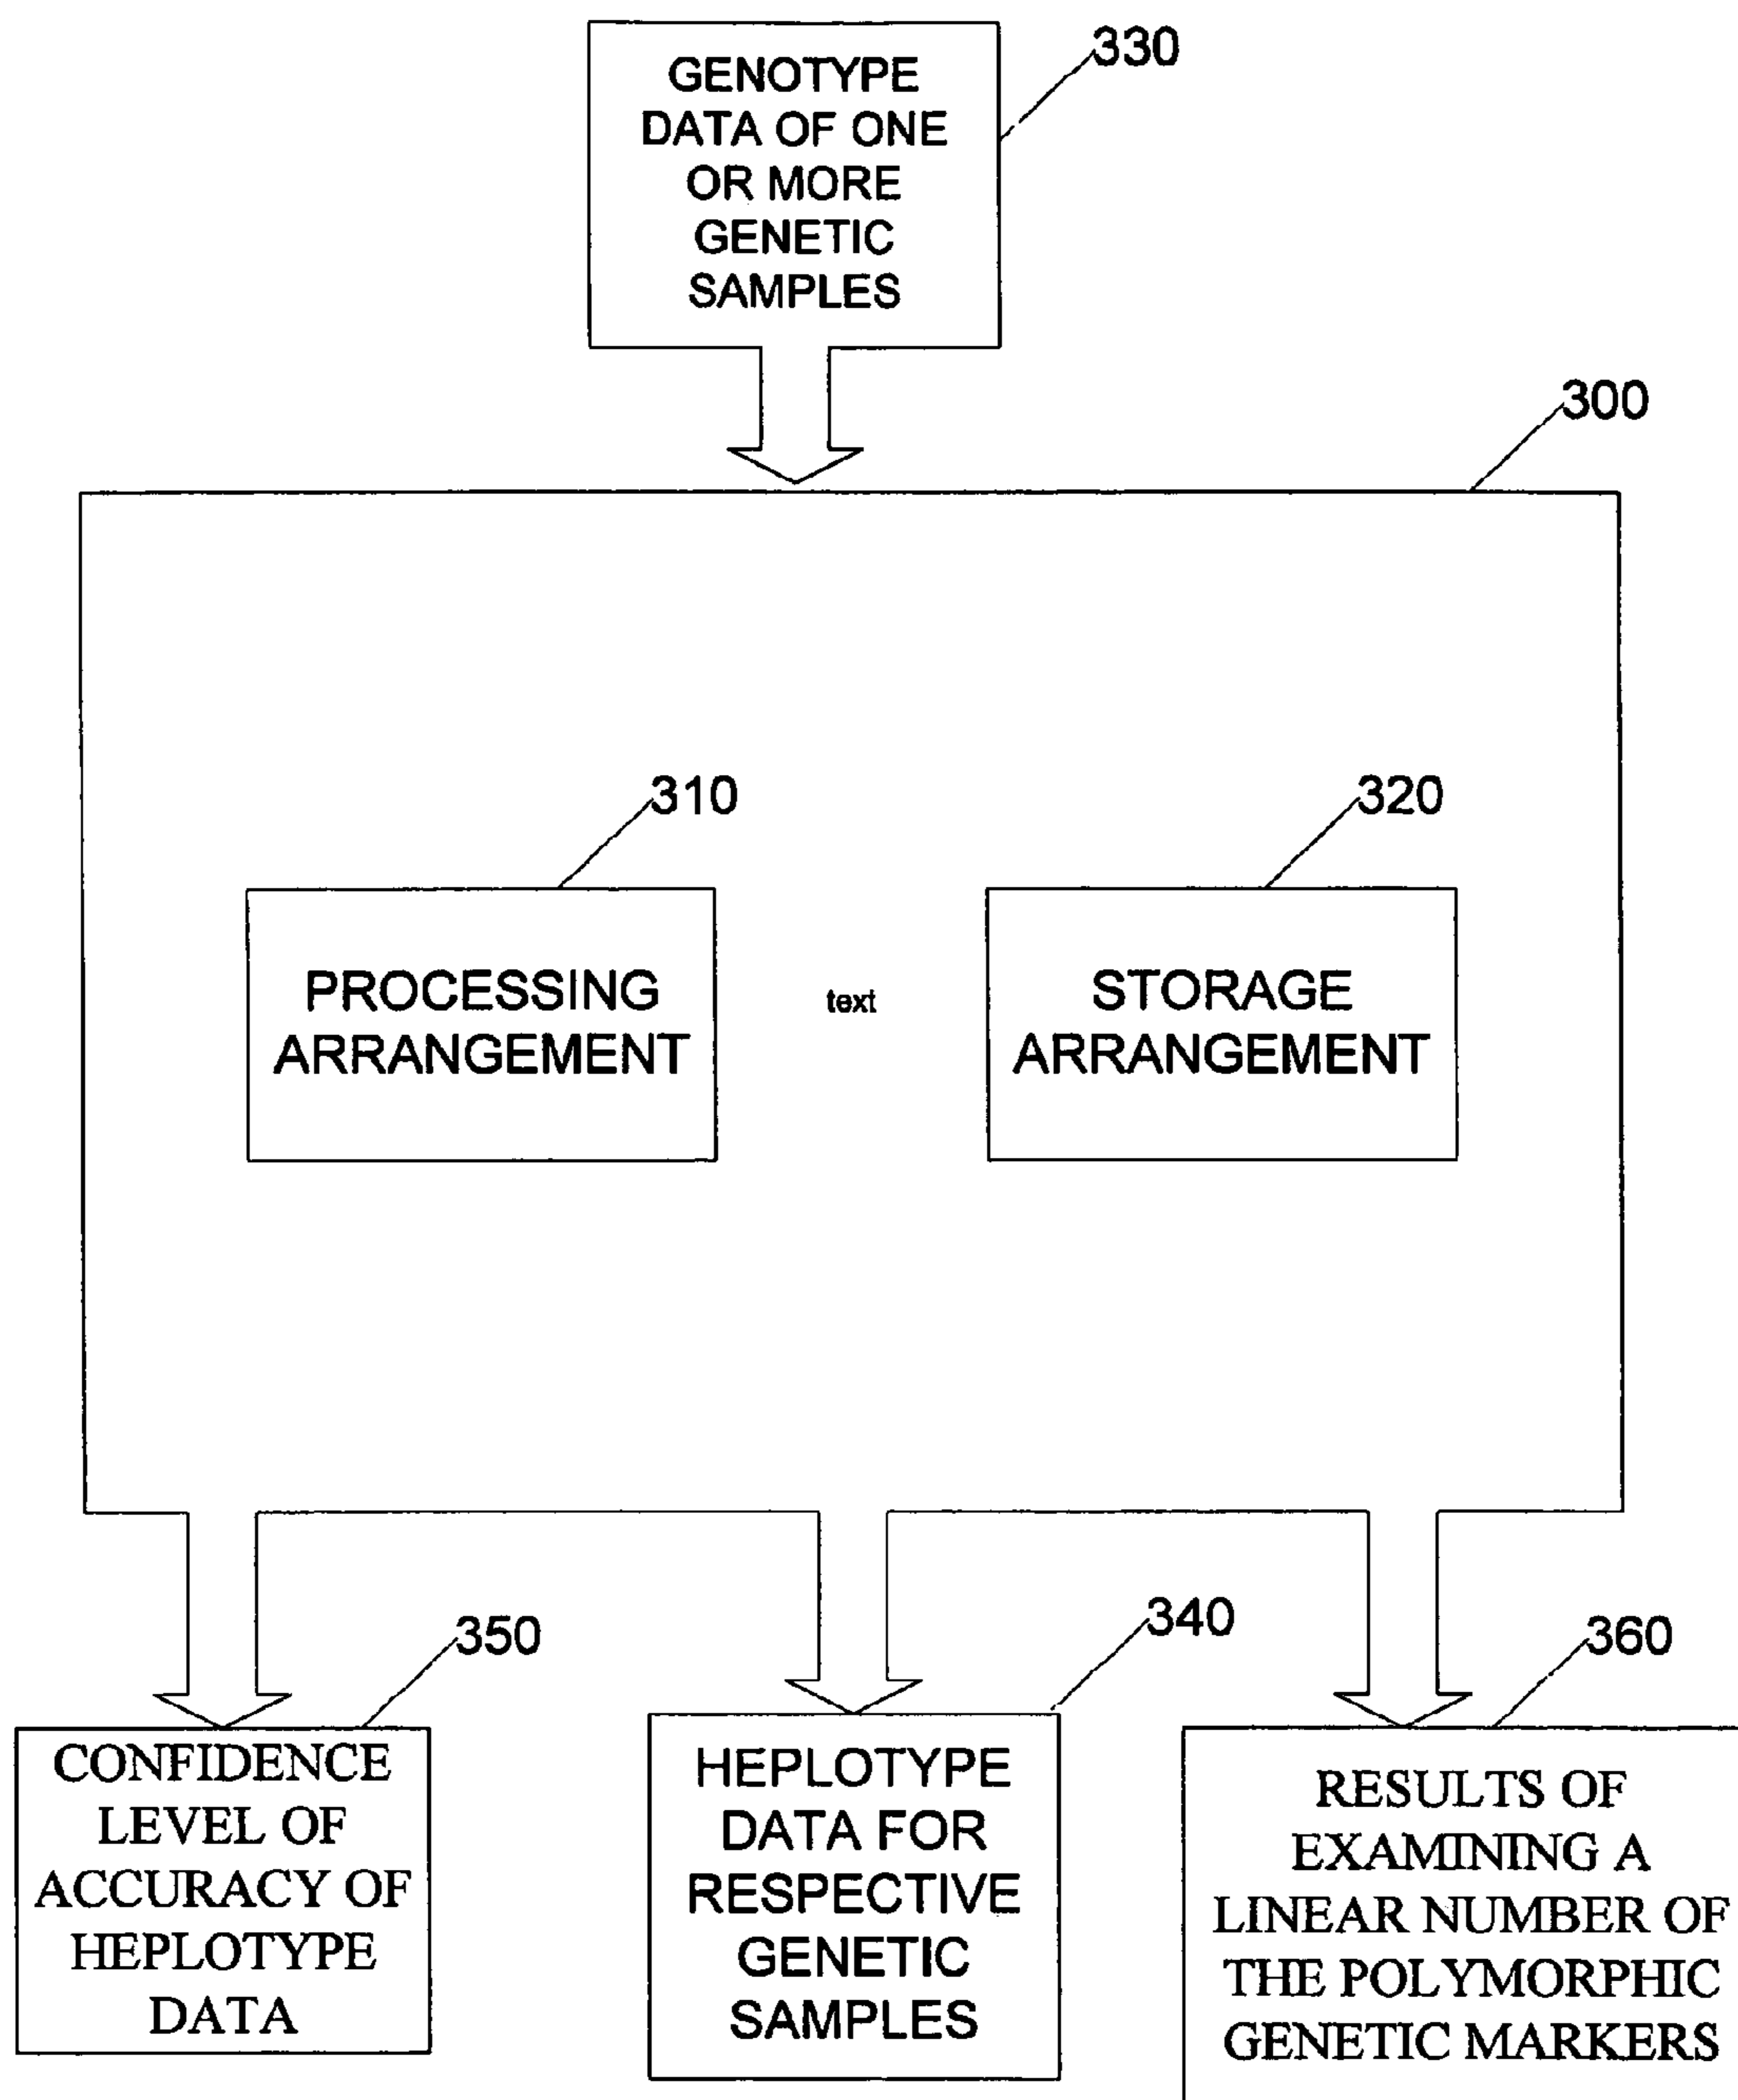 GENOTYPE
DATA OF ONE
OR MORE
GENETIC
SAMPLES
330
300
310
320
PROCESSING
ARRANGEMENT
text
STORAGE
ARRANGEMENT
350
340
360
CONFIDENCE
LEVEL OF
ACCURACY OF
HEPLOTYPE
DATA
HEPLOTYPE
DATA FOR
RESPECTIVE
GENETIC
SAMPLES
RESULTS OF
EXAMINING A
LINEAR NUMBER OF
THE POLYMORPHIC
GENETIC MARKERS